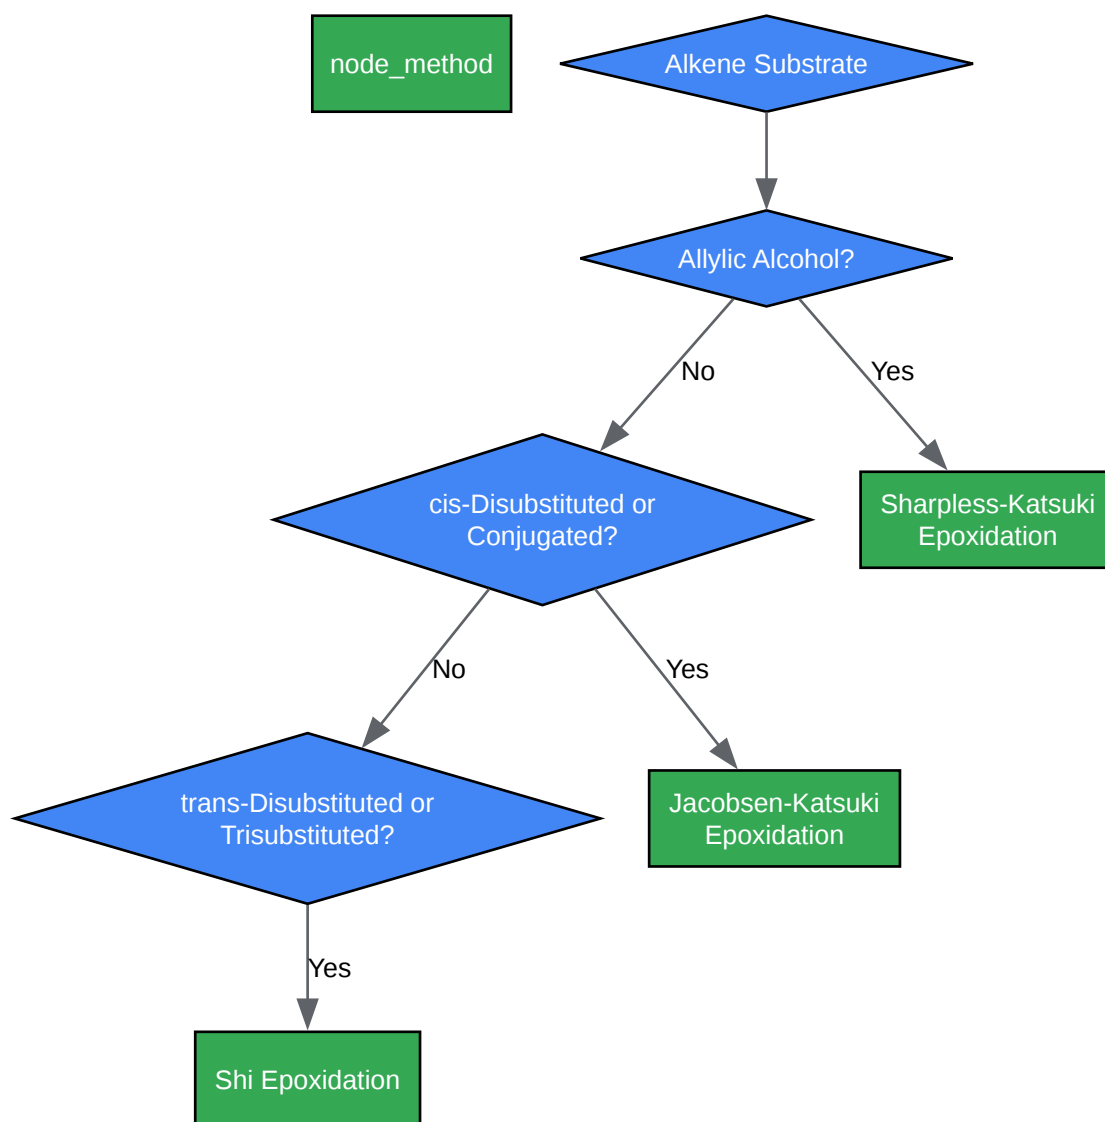 node_method
Alkene Substrate
Allylic Alcohol?
No
Yes
cis-Disubstituted or
Conjugated?
Sharpless-Katsuki
Epoxidation
No
Yes
trans-Disubstituted or
Trisubstituted?
Jacobsen-Katsuki
Epoxidation
Yes
Shi Epoxidation